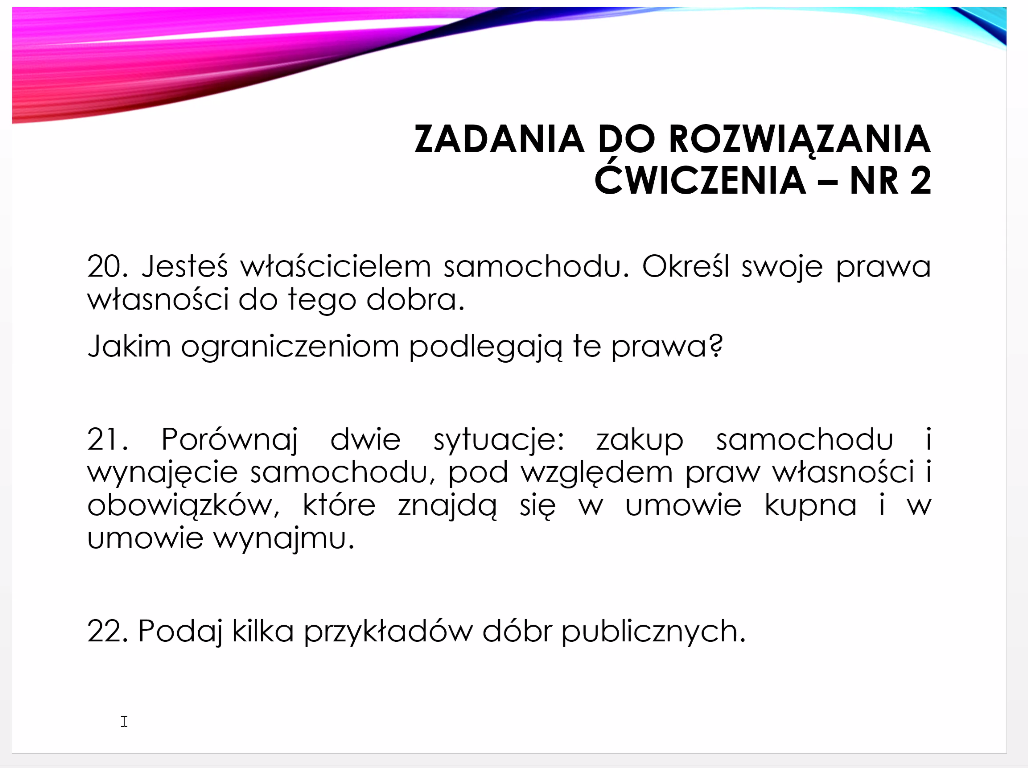 ZADANIA DO ROZWIĄZANIA
ĆWICZENIA – NR 2
20. Jesteś właścicielem samochodu. Określ swoje prawa
własności do tego dobra.
Jakim ograniczeniom podlegają te prawa?
21. Porównaj dwie sytuacje: zakup samochodu i
wynajęcie samochodu, pod względem praw własności i
obowiązków, które znajdą się w umowie kupna i w
umowie wynajmu.
22. Podaj kilka przykładów dóbr publicznych.